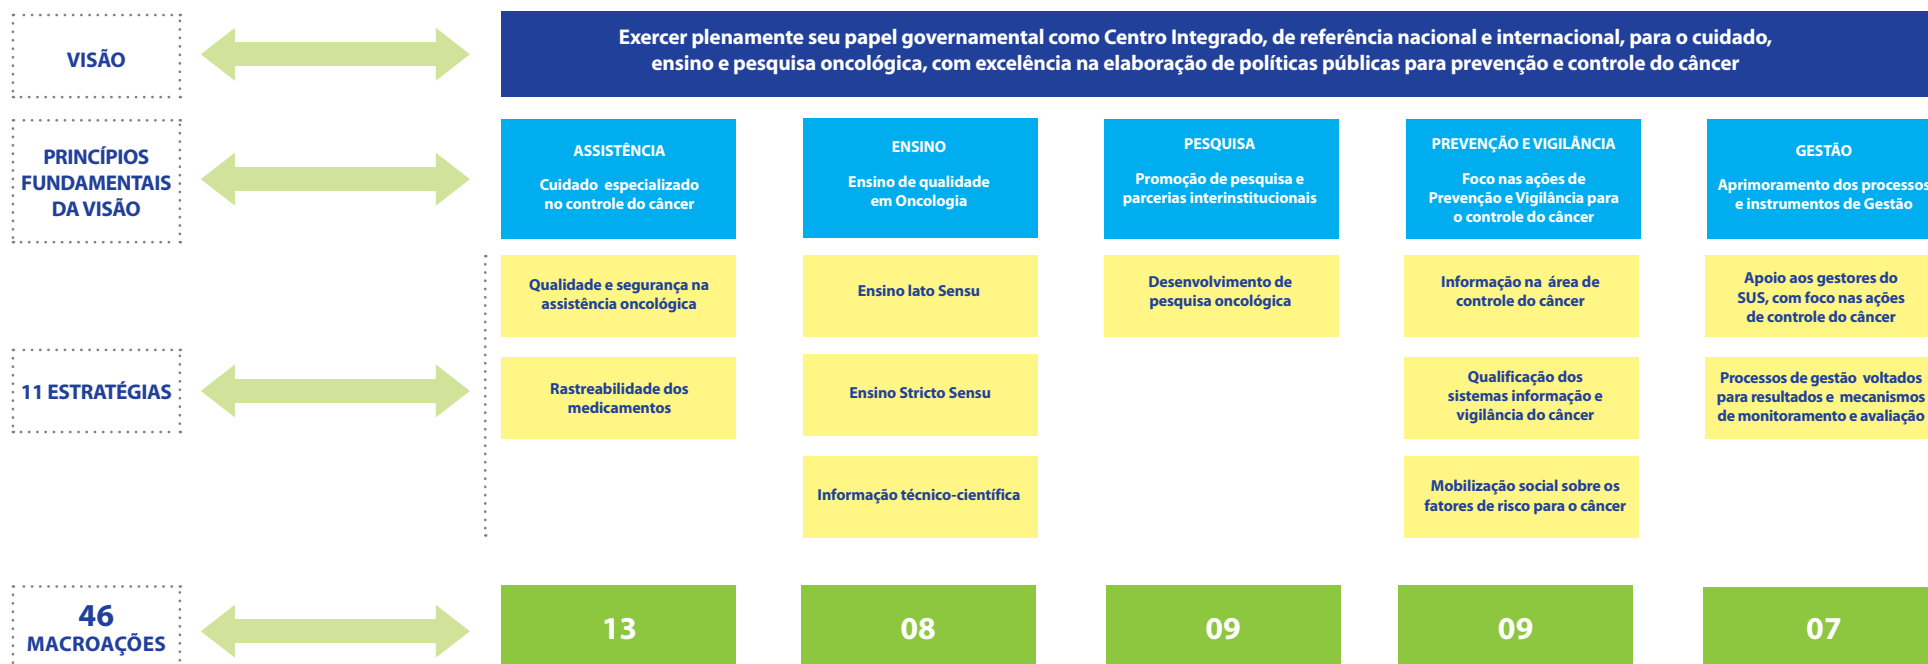 VISÃO
Exercer plenamente seu papel governamental como Centro Integrado, de referência nacional e internacional, para o cuidado,
ensino e pesquisa oncológica, com excelência na elaboração de políticas públicas para prevenção e controle do câncer
PRINCÍPIOS
FUNDAMENTAIS
DA VISÃO
ASSISTÊNCIA
Cuidado especializado
no controle do câncer
ENSINO
Ensino de qualidade
em Oncologia
PESQUISA
Promoção de pesquisa e
parcerias interinstitucionais
PREVENÇÃO E VIGILÂNCIA
Foco nas ações de
Prevenção e Vigilância para
o controle do câncer
GESTÃO
Aprimoramento dos processos
e instrumentos de Gestão
11 ESTRATÉGIAS
Qualidade e segurança na
assistência oncológica
Ensino lato Sensu
Desenvolvimento de
pesquisa oncológica
Informação na área de
controle do câncer
Apoio aos gestores do
SUS, com foco nas ações
de controle do câncer
Rastreabilidade dos
medicamentos
Ensino Stricto Sensu
Qualificação dos
sistemas informação e
vigilância do câncer
Processos de gestão voltados
para resultados e mecanismos
de monitoramento e avaliação
Informação técnico-científica
Mobilização social sobre os
fatores de risco para o câncer
46
MACROAÇÕES
13
08
09
09
07